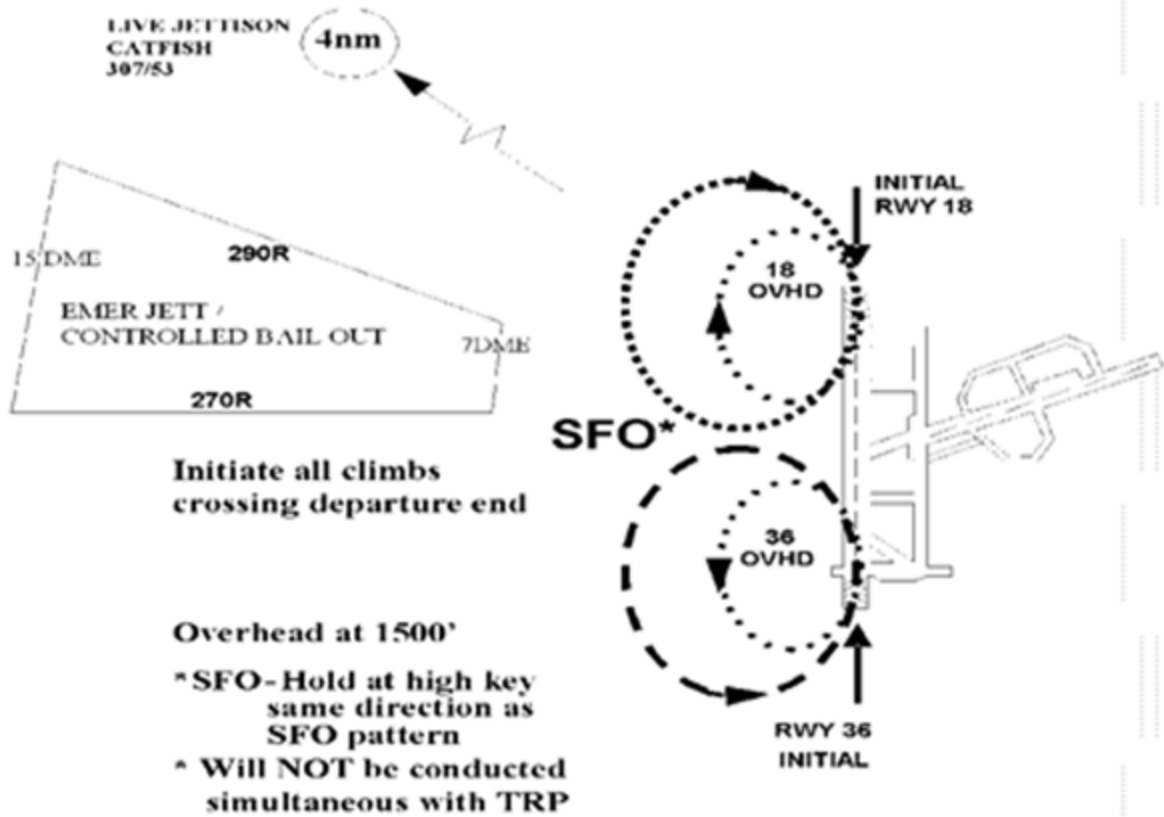 LIVE JETTISON
CATFISH
307/53
4nm
INITIAL
RWY 18
18
OVHD
15 DME
290R
EMER JETT /
CONTROLLED BAIL OUT
7DME
270R
SFO*
Initiate all climbs
crossing departure end
36
OVHD
Overhead at 1500'
*SFO-Hold at high key
same direction as
SFO pattern
* Will NOT be conducted
simultaneous with TRP
RWY 36
INITIAL